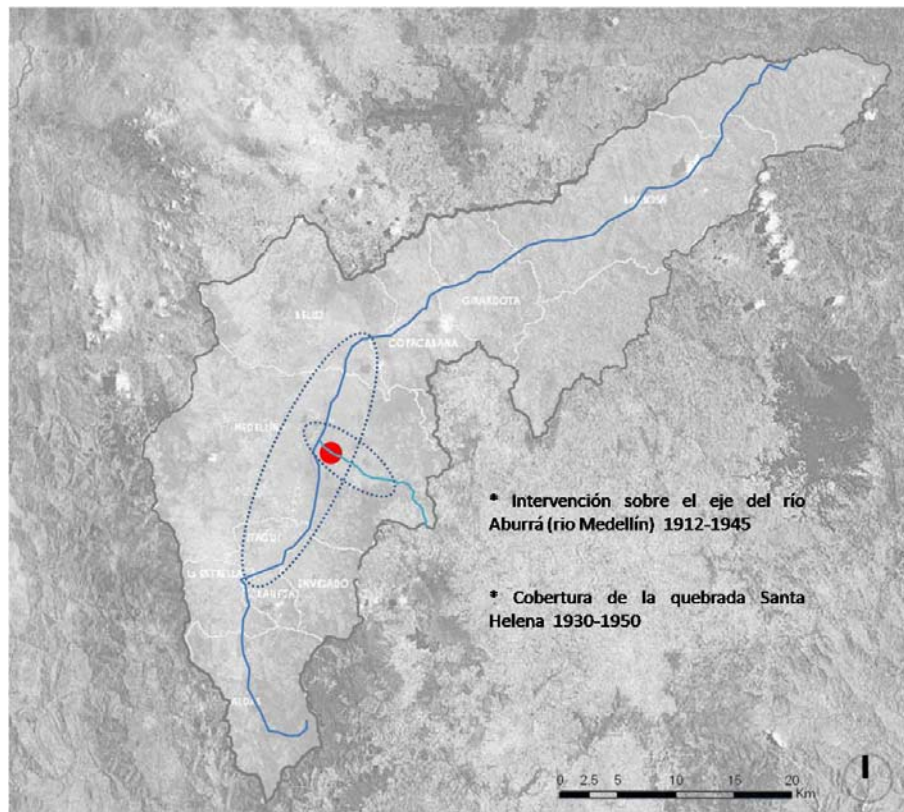 BARBOSA
GIRARDOTA
BELLO
COPACABANA
MEDELLÍN
* Intervención sobre el eje del río
Aburrá (rio Medellín) 1912-1945
ITAGUI
LA ESTRELLA
ENVIGADO
SABANETA
* Cobertura de la quebrada Santa
Helena 1930-1950
CALDAS
0 2.5 5 10 15 20
Km